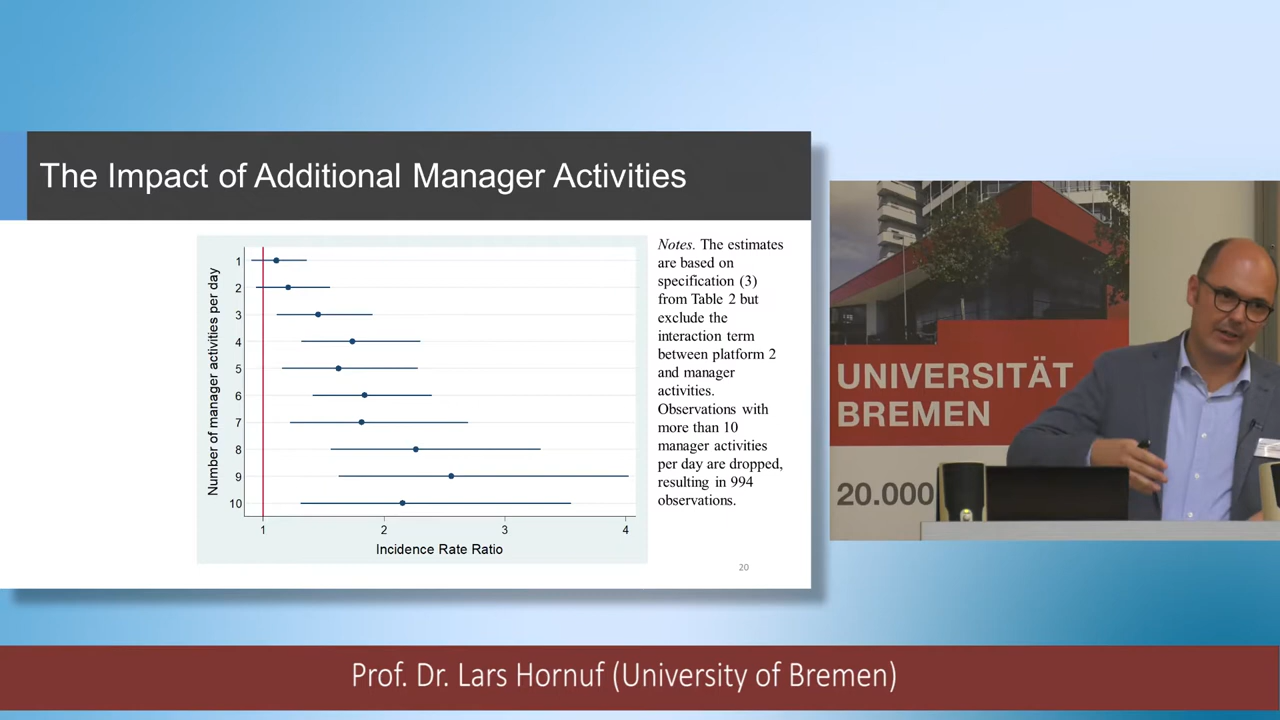 The Impact of Additional Manager Activities
Number of manager activities per day
1
2
3
4
5
6
7
8
9
10
1 2 3 4
Incidence Rate Ratio
Notes. The estimates
are based on
specification (3)
from Table 2 but
exclude the
interaction term
between platform 2
and manager
activities.
Observations with
more than 10
manager activities
per day are dropped,
resulting in 994
observations.
20
UNIVERSITÄT
BREMEN
20.000
Prof. Dr. Lars Hornuf (University of Bremen)